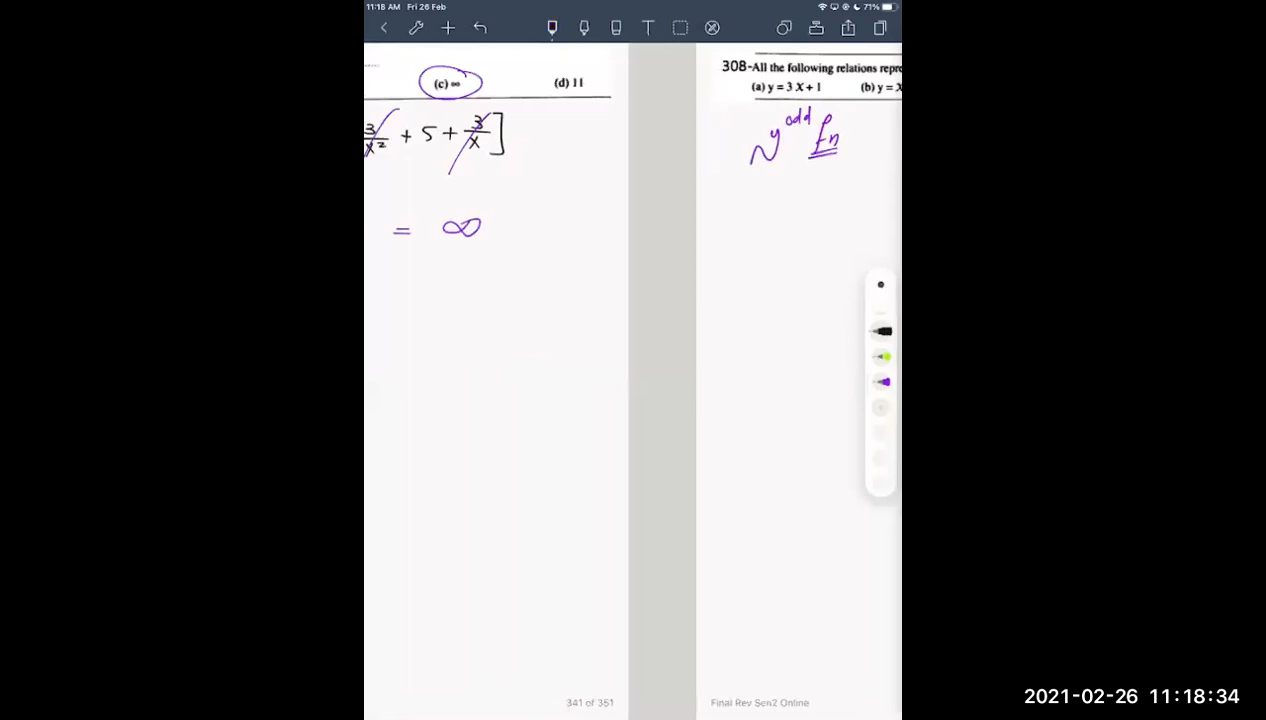 11:18 AM Fri 26 Feb
71%
T
(c) ∞ (d) 11
3/x² + 5 + 3/x ]
= ∞
341 of 351
308-All the following relations repre
(a) y = 3 X + 1 (b) y = X
y odd fn
Final Rev Sen2 Online
2021-02-26 11:18:34